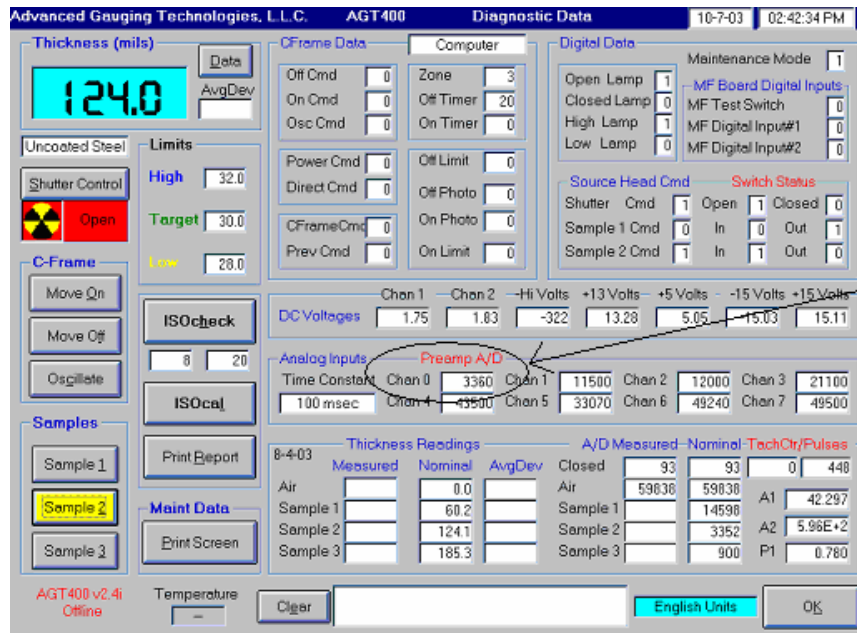 Advanced Gauging Technologies, L.L.C. AGT400 Diagnostic Data 10-7-03 02:42:34 PM
Thickness (mils)
124.0
Data
AvgDev
Uncoated Steel
Shutter Control
Open
C-Frame
Move On
Move Off
Oscillate
Samples
Sample 1
Sample 2
Sample 3
AGT400 v2.4i
Offline
Limits
High 32.0
Target 30.0
Low 28.0
ISOcheck
8 20
ISOcal
Print Report
Maint Data
Print Screen
Temperature
--
CFrame Data Computer
Off Cmd 0 Zone 3
On Cmd 0 Off Timer 20
Osc Cmd 0 On Timer 0
Power Cmd 0 Off Limit 0
Direct Cmd 0 Off Photo 0
CFrameCmd 0 On Photo 0
Prev Cmd 0 On Limit 0
Digital Data
Open Lamp 1
Closed Lamp 0
High Lamp 1
Low Lamp 0
Maintenance Mode 1
MF Board Digital Inputs
MF Test Switch 0
MF Digital Input#1 0
MF Digital Input#2 0
Source Head Cmd Switch Status
Shutter Cmd 1 Open 1 Closed 0
Sample 1 Cmd 0 In 0 Out 1
Sample 2 Cmd 1 In 1 Out 0
Chan 1 Chan 2 -Hi Volts +13 Volts +5 Volts -15 Volts +15 Volts
DC Voltages 1.75 1.83 -322 13.28 5.05 -15.03 15.11
Analog Inputs Preamp A/D
Time Constant Chan 0 3360 Chan 1 11500 Chan 2 12000 Chan 3 21100
100 msec Chan 4 43500 Chan 5 33070 Chan 6 49240 Chan 7 49500
8-4-03 Thickness Readings A/D Measured Nominal TachCtr/Pulses
Measured Nominal AvgDev Closed 93 93 0 448
Air 0.0 Air 59838 59838 A1 42.297
Sample 1 60.2 Sample 1 14598
Sample 2 124.1 Sample 2 3352 A2 5.96E+2
Sample 3 185.3 Sample 3 900 P1 0.780
Clear English Units OK